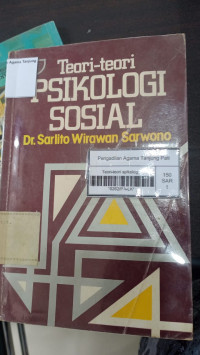 Teori-teori
PSIKOLOGI
SOSIAL
Dr. Sarlito Wirawan Sarwono
Pengadilan Agama Tanjung Pati
150
SAR
t